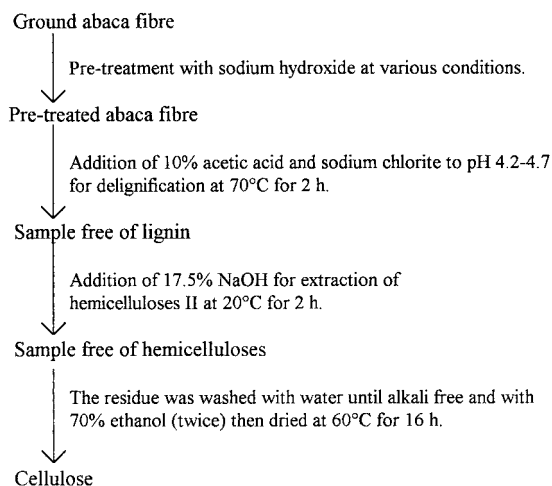 Ground abaca fibre
Pre-treatment with sodium hydroxide at various conditions.
Pre-treated abaca fibre
Addition of 10% acetic acid and sodium chlorite to pH 4.2-4.7
for delignification at 70°C for 2 h.
Sample free of lignin
Addition of 17.5% NaOH for extraction of
hemicelluloses II at 20°C for 2 h.
Sample free of hemicelluloses
The residue was washed with water until alkali free and with
70% ethanol (twice) then dried at 60°C for 16 h.
Cellulose